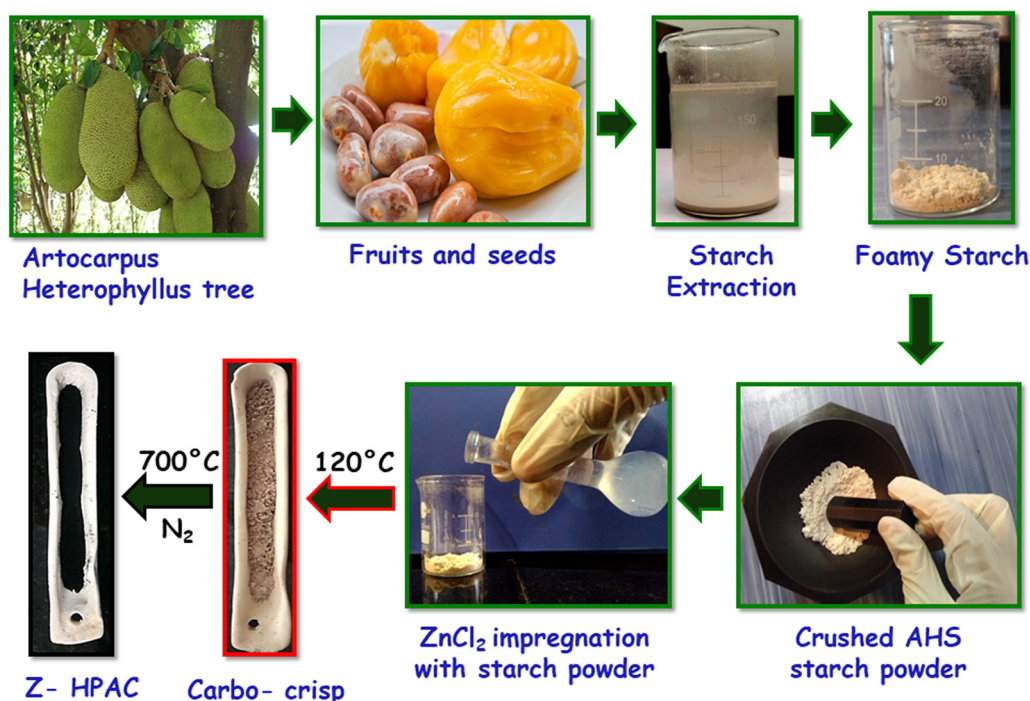 Artocarpus
Heterophyllus tree
Fruits and seeds
150
Starch
Extraction
20
10
Foamy Starch
Crushed AHS
starch powder
ZnCl₂ impregnation
with starch powder
120°C
Carbo- crisp
700°C
N₂
Z- HPAC